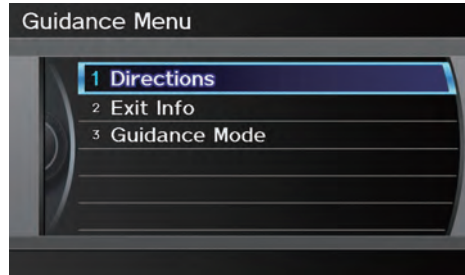 Guidance Menu
1 Directions
2 Exit Info
3 Guidance Mode